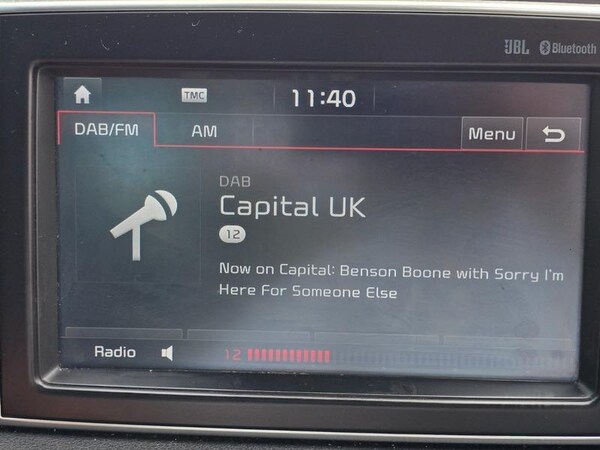 JBL Bluetooth
TMC 11:40
DAB/FM AM Menu
DAB
Capital UK
12
Now on Capital: Benson Boone with Sorry I'm
Here For Someone Else
Radio 12